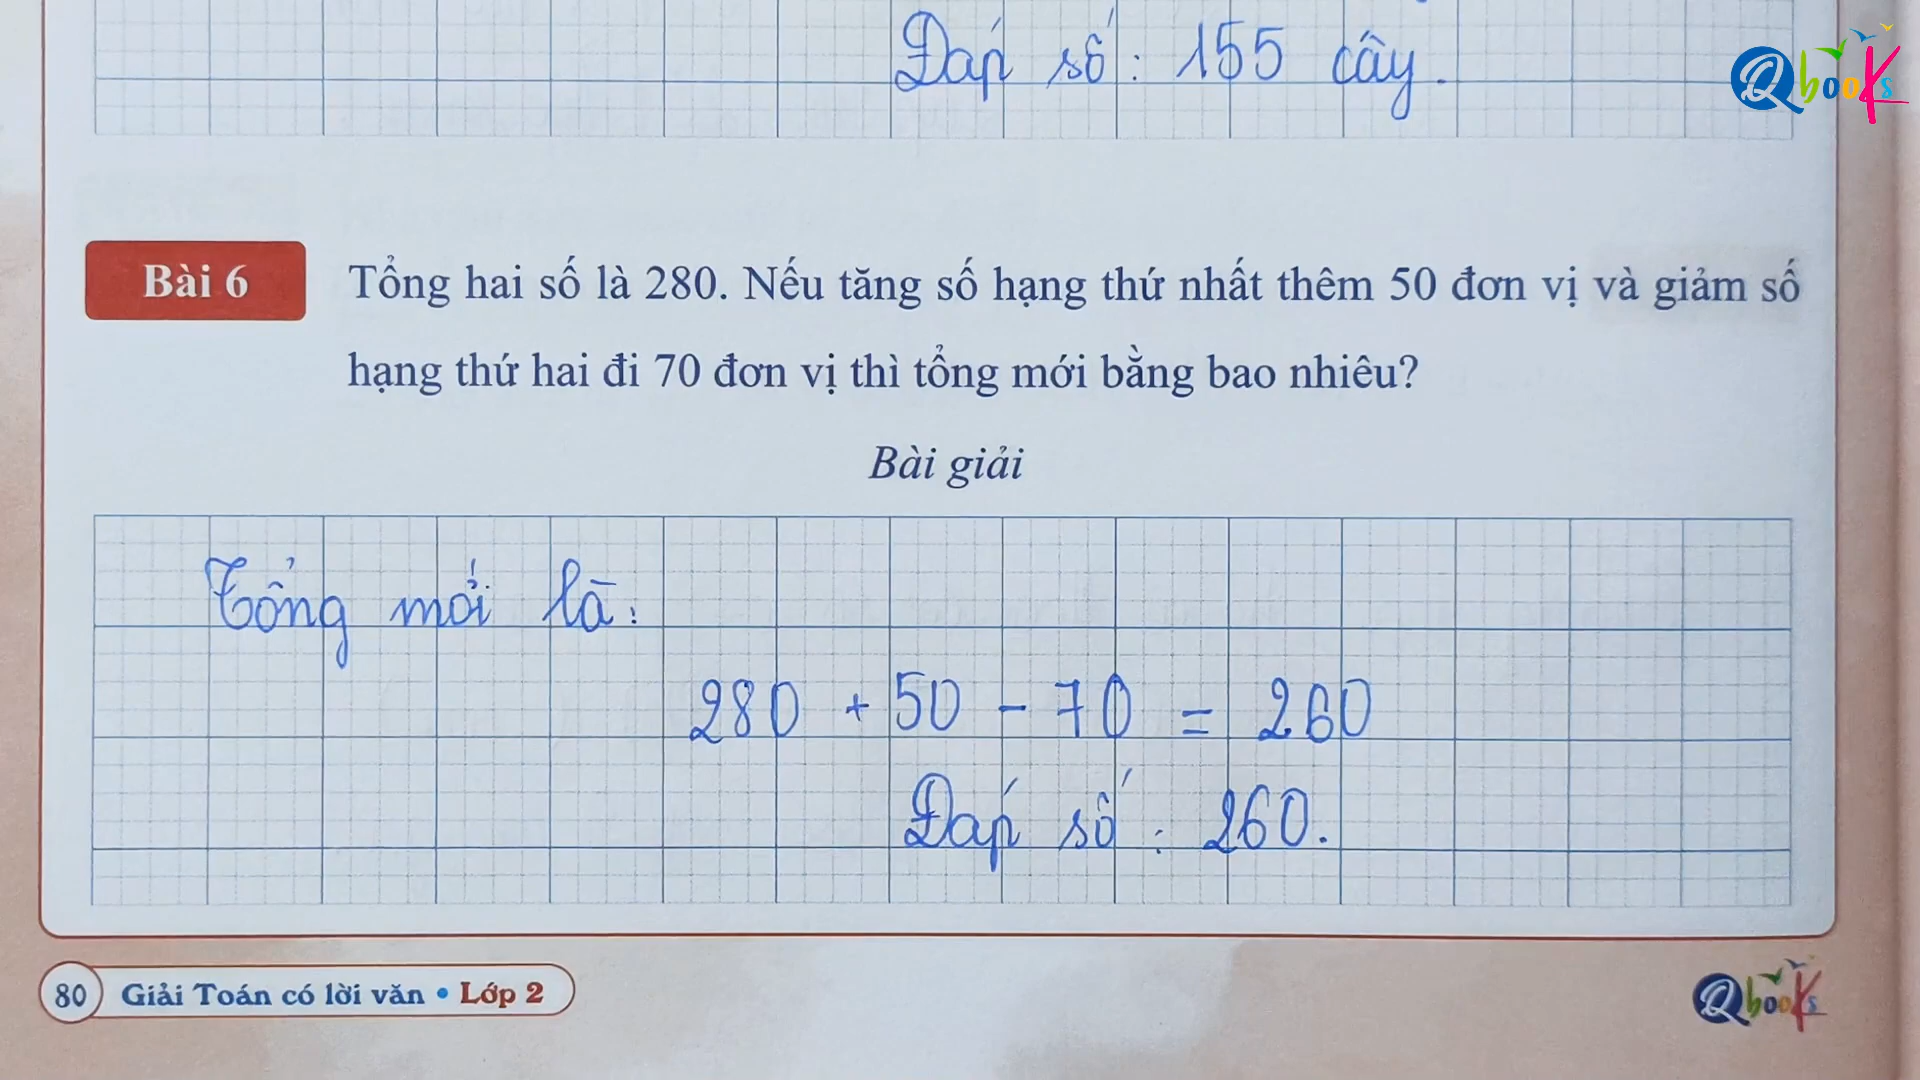 Đáp số : 155 cây.
Qbooks
Bài 6
Tổng hai số là 280. Nếu tăng số hạng thứ nhất thêm 50 đơn vị và giảm số
hạng thứ hai đi 70 đơn vị thì tổng mới bằng bao nhiêu?
Bài giải
Tổng mới là:
280 + 50 - 70 = 260
Đáp số : 260.
80 Giải Toán có lời văn • Lớp 2
Qbooks